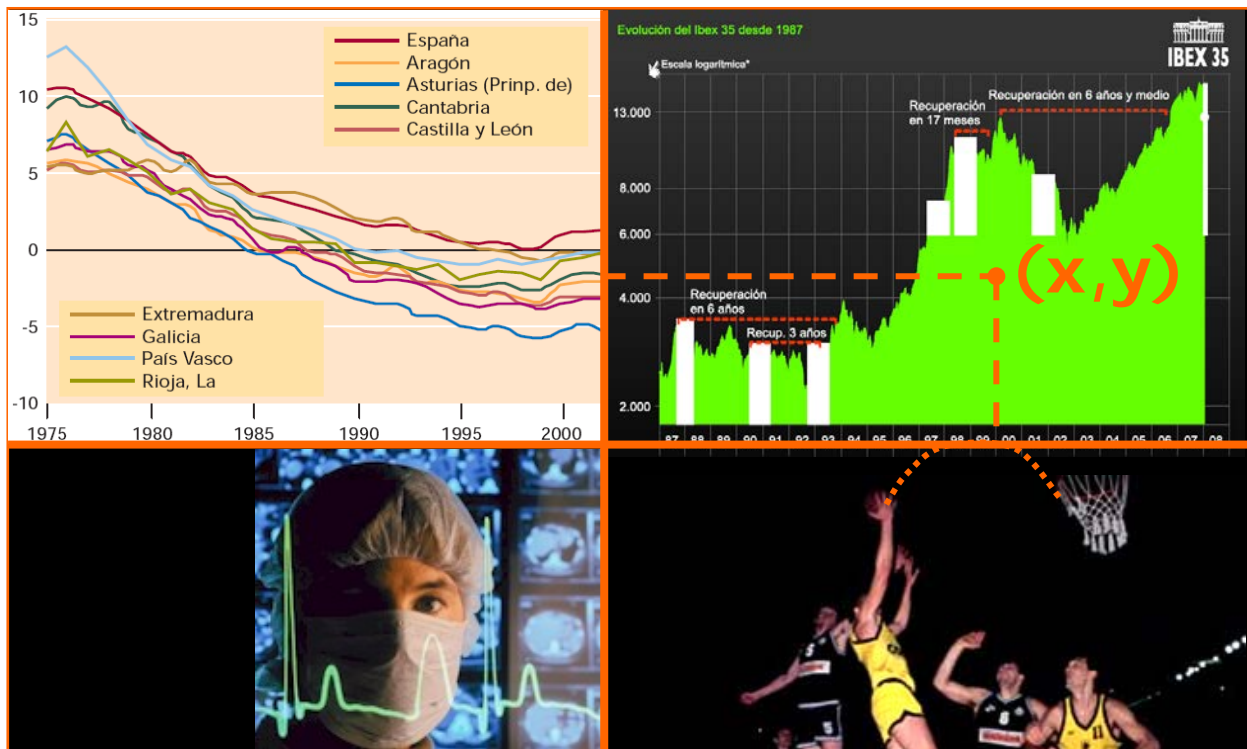 15
10
5
0
-5
-10
España
Aragón
Asturias (Prinp. de)
Cantabria
Castilla y León
Extremadura
Galicia
País Vasco
Rioja, La
1975
1980
1985
1990
1995
2000
Evolución del Ibex 35 desde 1987
IBEX 35
Escala logarítmica*
Recuperación en 6 años y medio
Recuperación
en 17 meses
13.000
8.000
6.000
4.000
2.000
(x,y)
Recuperación
en 6 años
Recup. 3 años
87 88 89 90 91 92 93 94 95 96 97 98 99 00 01 02 03 04 05 06 07 08
5
5
8
11